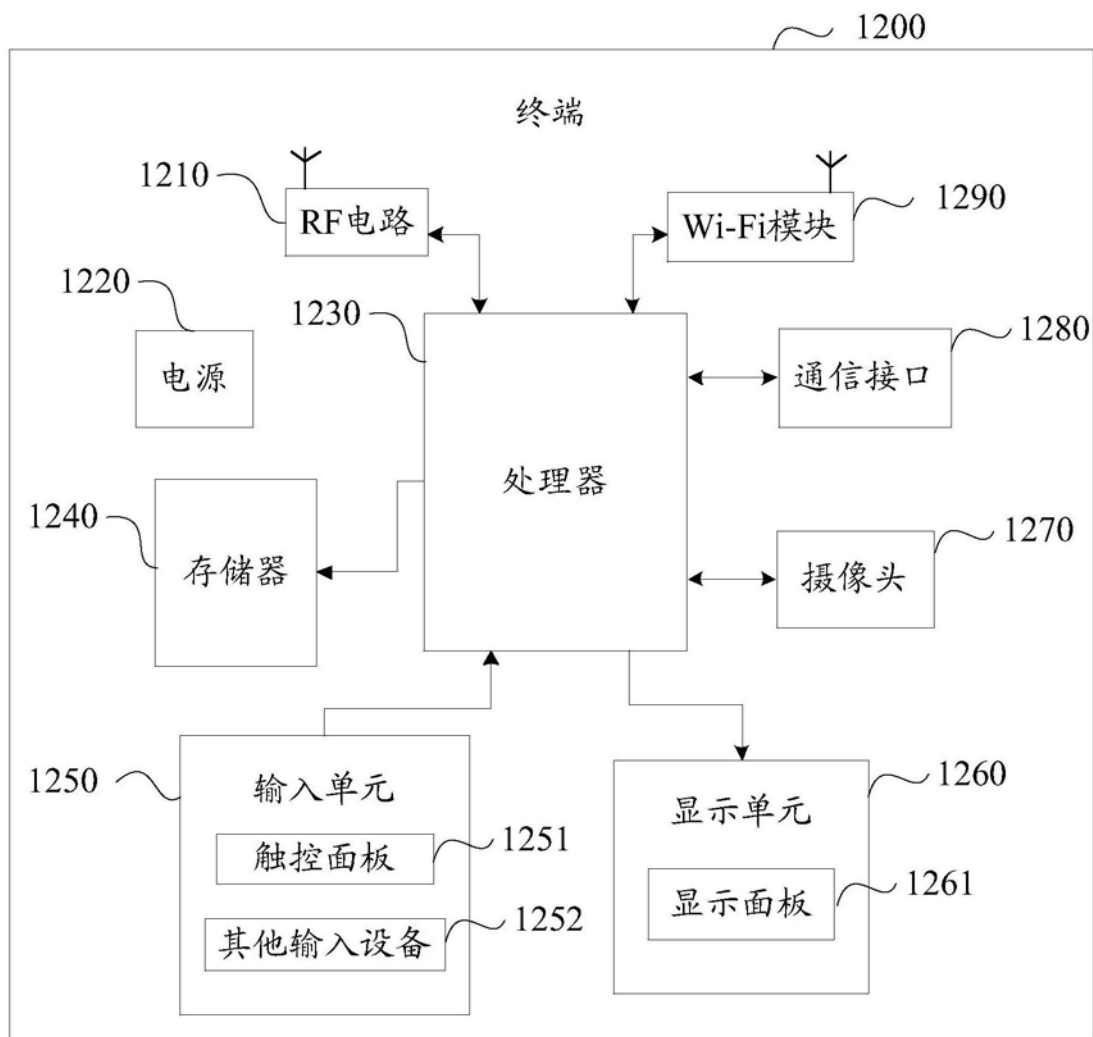 1200
终端
1210
RF电路
Wi-Fi模块
1290
1220
电源
1230
处理器
通信接口
1280
1240
存储器
摄像头
1270
1250
输入单元
触控面板
1251
其他输入设备
1252
显示单元
1260
显示面板
1261